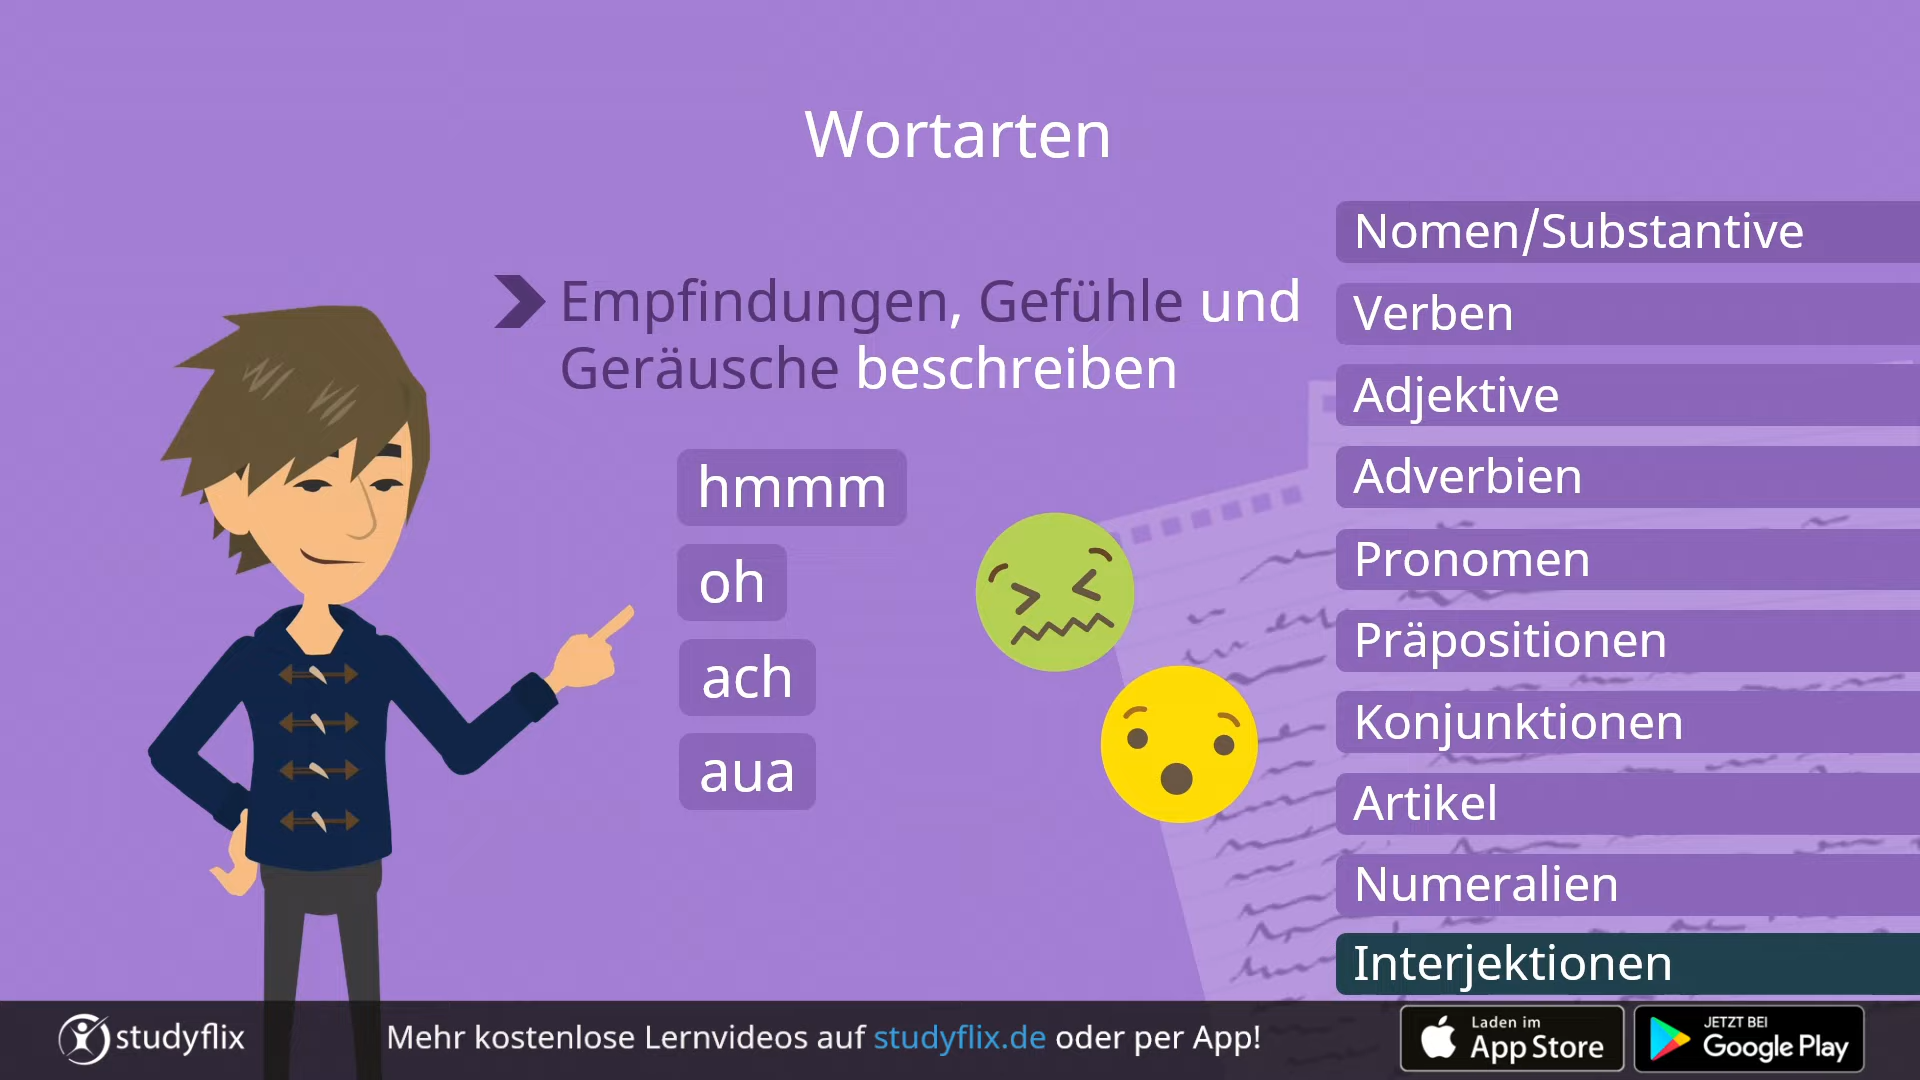 Wortarten
Empfindungen, Gefühle und
Geräusche beschreiben
hmmm
oh
ach
aua
Nomen/Substantive
Verben
Adjektive
Adverbien
Pronomen
Präpositionen
Konjunktionen
Artikel
Numeralien
Interjektionen
studyflix
Mehr kostenlose Lernvideos auf studyflix.de oder per App!
Laden im
App Store
JETZT BEI
Google Play